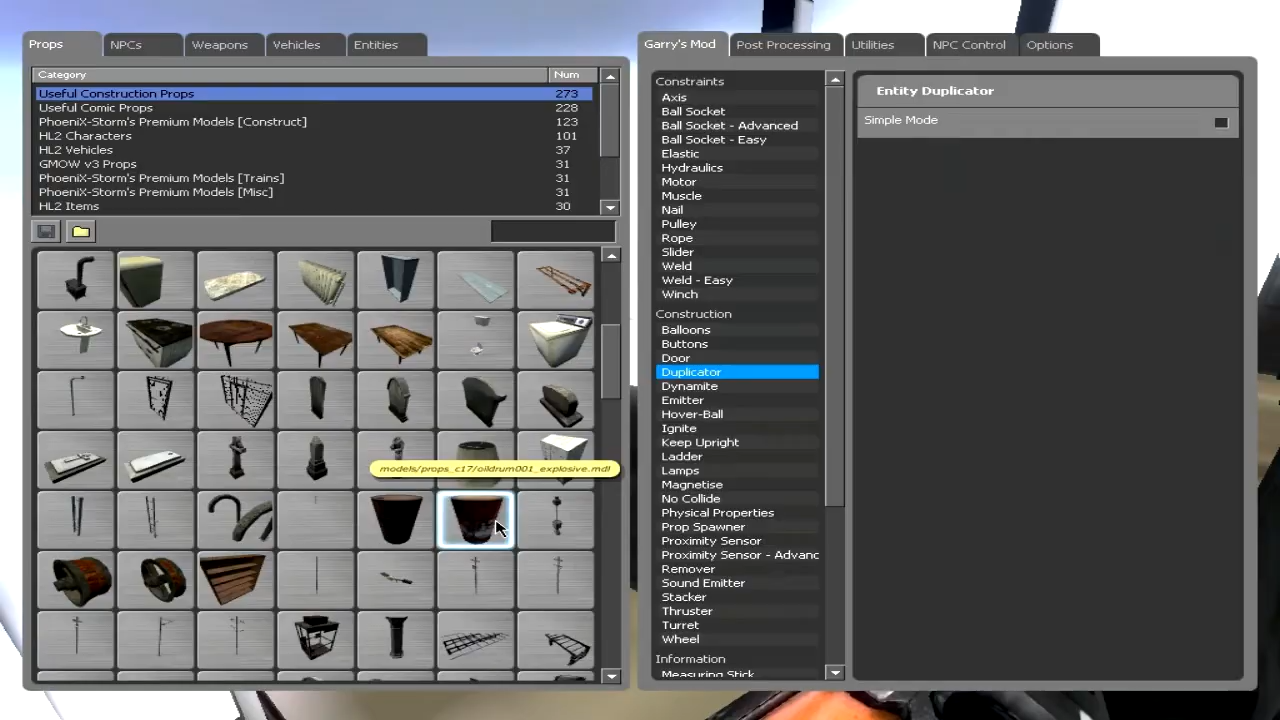 Props
NPCs
Weapons
Vehicles
Entities
Category
Num
Useful Construction Props 273
Useful Comic Props 228
PhoeniX-Storm's Premium Models [Construct] 123
HL2 Characters 101
HL2 Vehicles 37
GMOW v3 Props 31
PhoeniX-Storm's Premium Models [Trains] 31
PhoeniX-Storm's Premium Models [Misc] 31
HL2 Items 30
models/props_c17/oildrum001_explosive.mdl
Garry's Mod
Post Processing
Utilities
NPC Control
Options
Constraints
Axis
Ball Socket
Ball Socket - Advanced
Ball Socket - Easy
Elastic
Hydraulics
Motor
Muscle
Nail
Pulley
Rope
Slider
Weld
Weld - Easy
Winch
Construction
Balloons
Buttons
Door
Duplicator
Dynamite
Emitter
Hover-Ball
Ignite
Keep Upright
Ladder
Lamps
Magnetise
No Collide
Physical Properties
Prop Spawner
Proximity Sensor
Proximity Sensor - Advanc
Remover
Sound Emitter
Stacker
Thruster
Turret
Wheel
Information
Measuring Stick
Entity Duplicator
Simple Mode